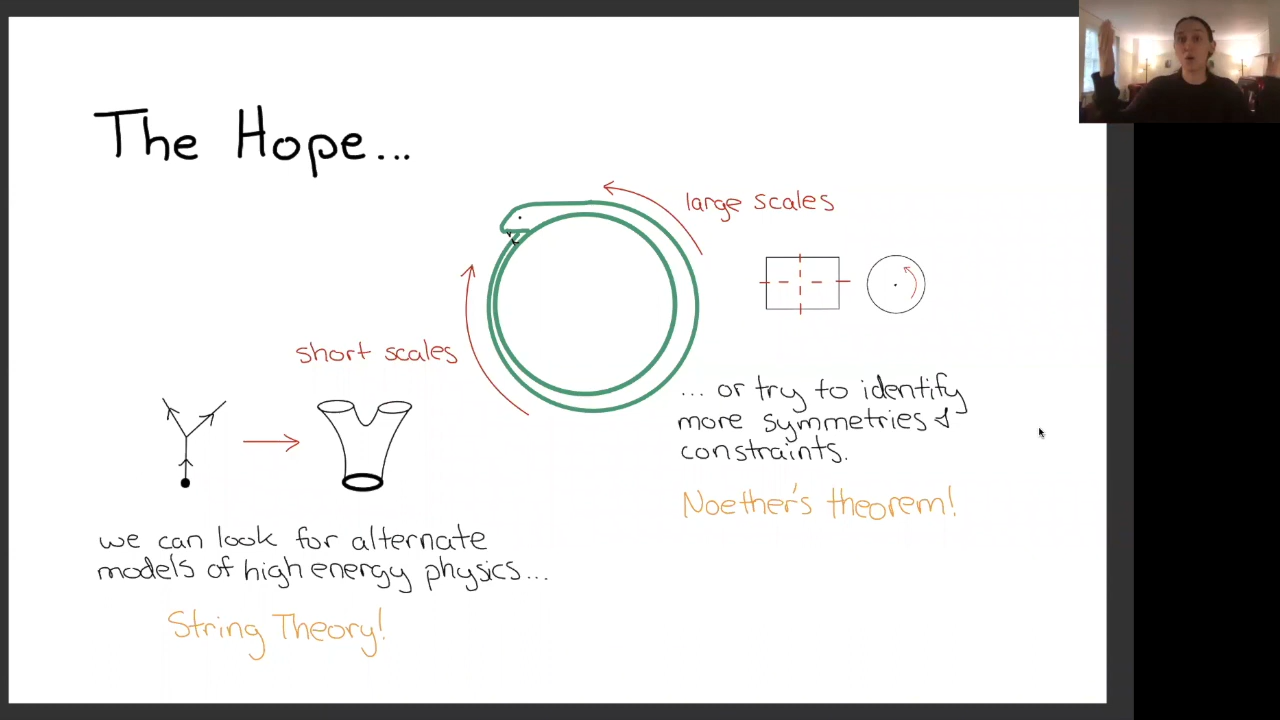 The Hope...
large scales
short scales
... or try to identify
more symmetries &
constraints.
Noether's theorem!
we can look for alternate
models of high energy physics...
String Theory!